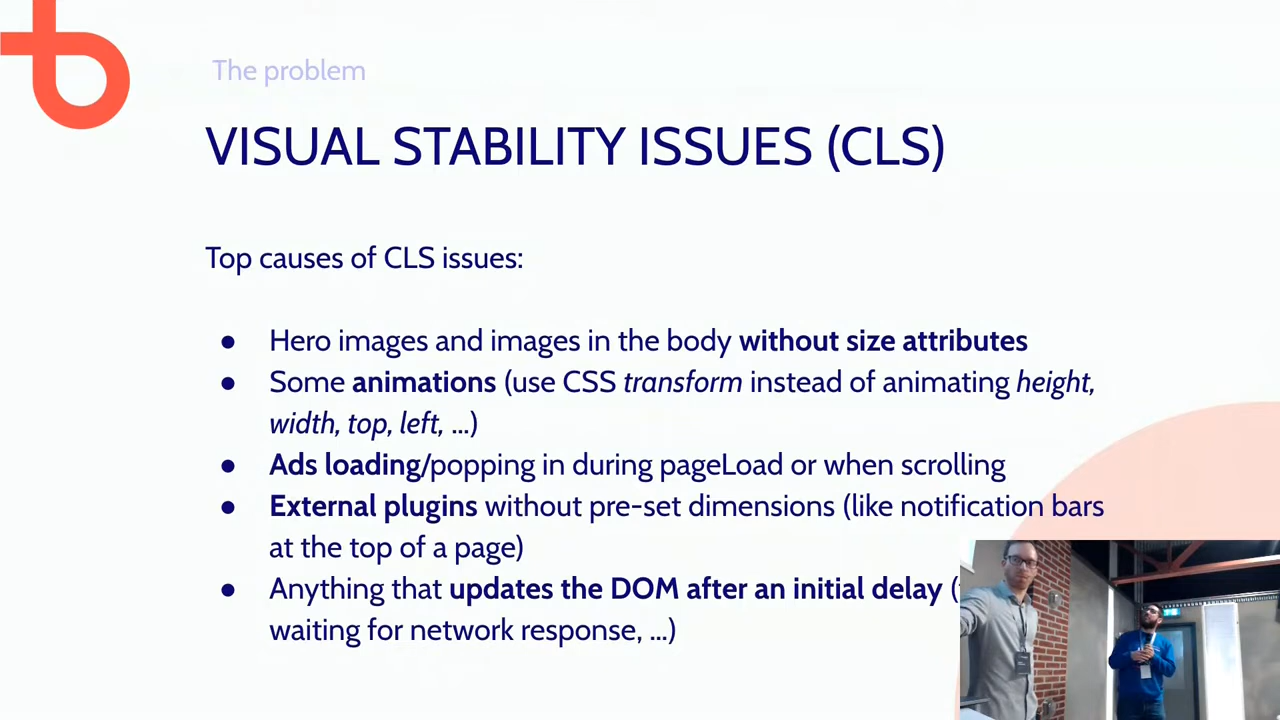 The problem
VISUAL STABILITY ISSUES (CLS)
Top causes of CLS issues:
● Hero images and images in the body without size attributes
● Some animations (use CSS transform instead of animating height,
width, top, left, ...)
● Ads loading/popping in during pageLoad or when scrolling
● External plugins without pre-set dimensions (like notification bars
at the top of a page)
● Anything that updates the DOM after an initial delay (
waiting for network response, ...)